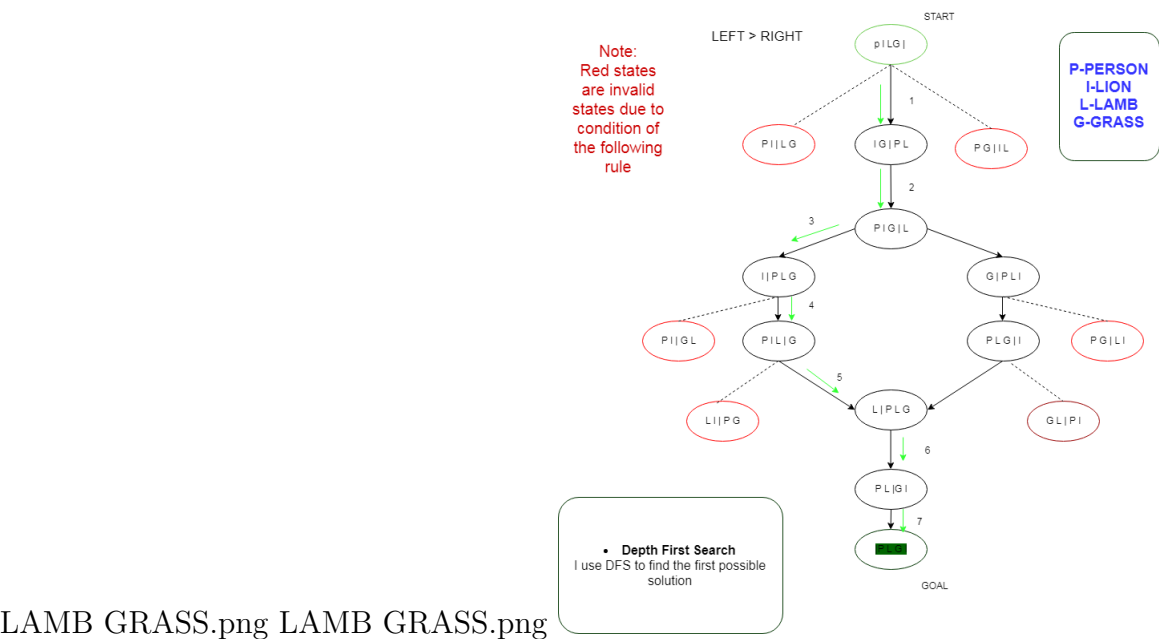 START
LEFT > RIGHT
p I L G |
Note:
Red states
are invalid
states due to
condition of
the following
rule
P-PERSON
I-LION
L-LAMB
G-GRASS
1
P I | L G
I G | P L
P G | I L
2
3
P I G | L
I | P L G
G | P L I
4
P I | G L
P I L | G
P L G | I
P G | L I
5
L | P L G
L I | P G
G L | P I
6
P L | G I
7
• Depth First Search
I use DFS to find the first possible
solution
GOAL
LAMB GRASS.png LAMB GRASS.png